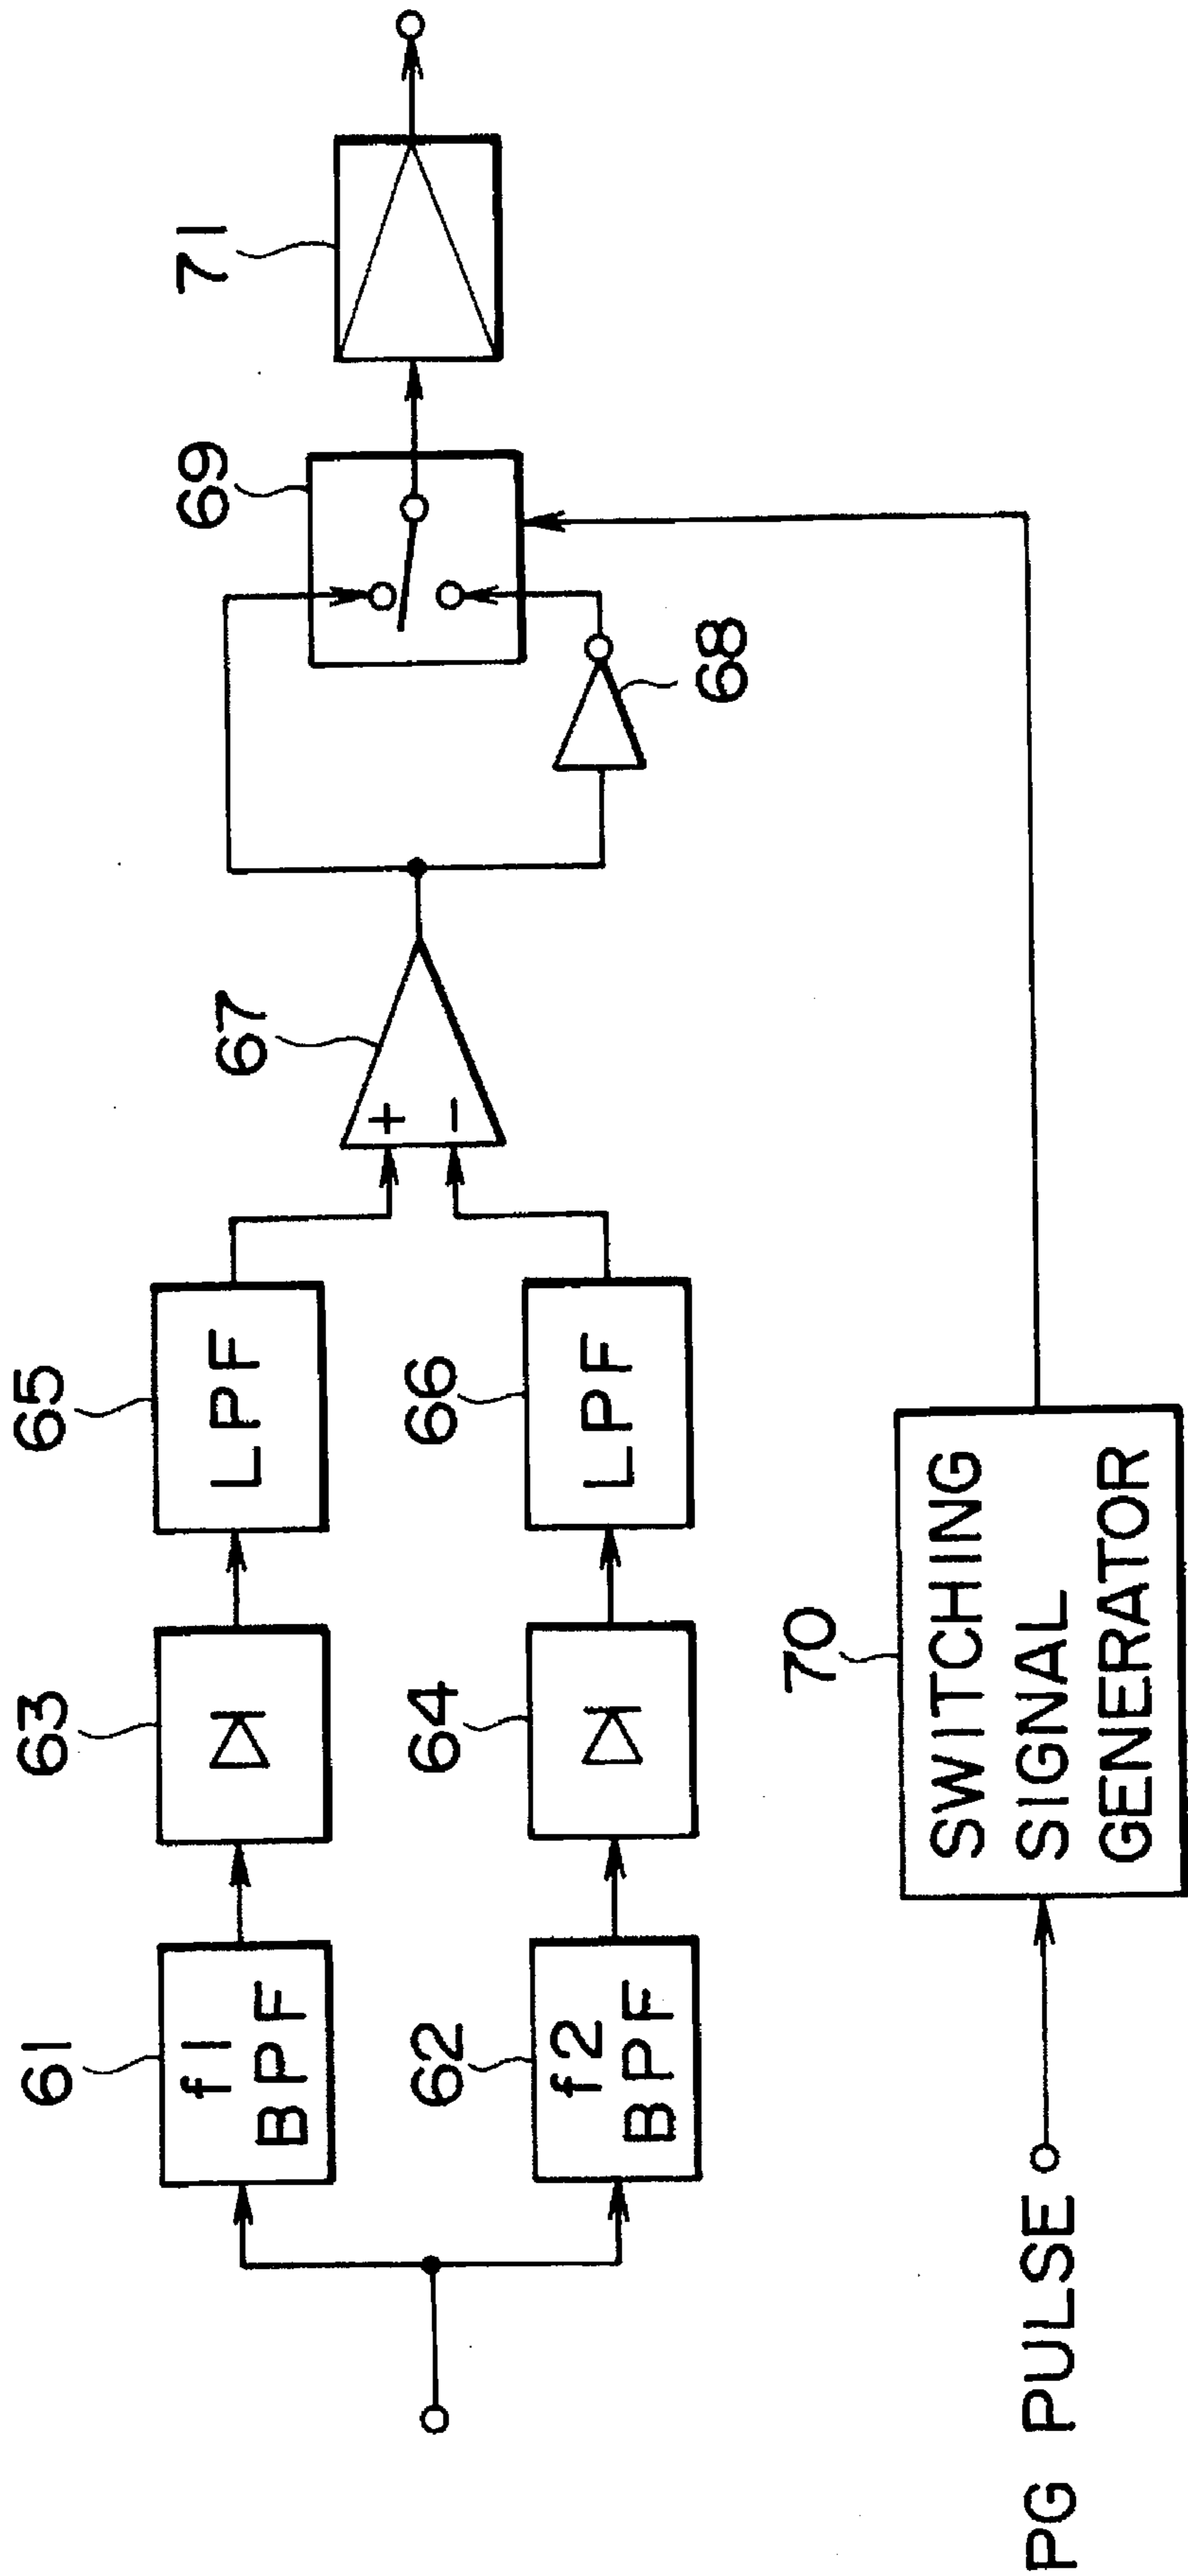 61
f1
BPF
63
65
LPF
62
f2
BPF
64
66
LPF
67
+
-
68
69
71
70
SWITCHING
SIGNAL
GENERATOR
PG PULSE